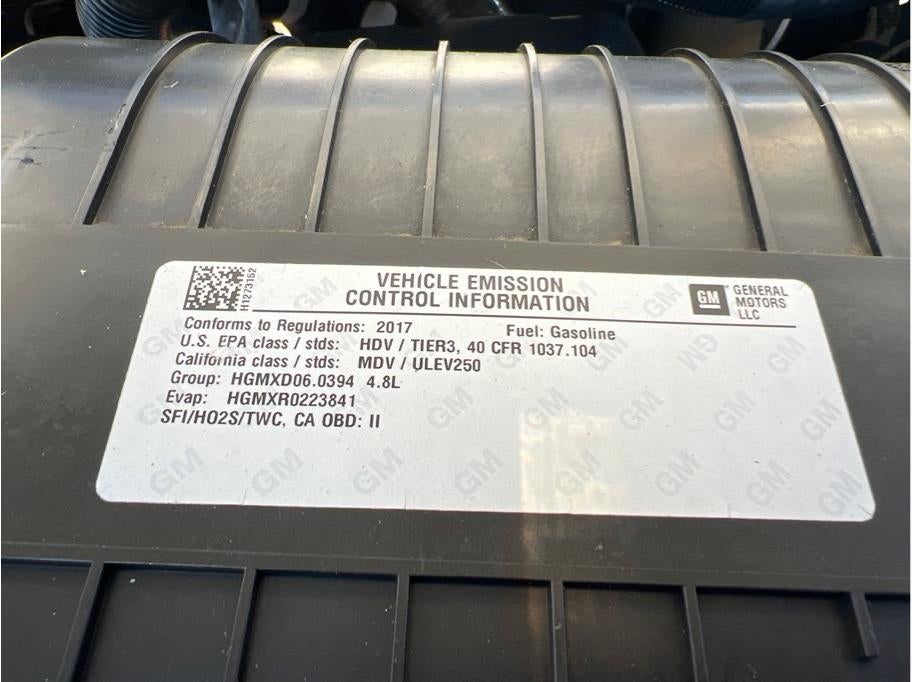 H1273152
VEHICLE EMISSION
CONTROL INFORMATION
GM GENERAL
MOTORS
LLC
Conforms to Regulations: 2017 Fuel: Gasoline
U.S. EPA class / stds: HDV / TIER3, 40 CFR 1037.104
California class / stds: MDV / ULEV250
Group: HGMXD06.0394 4.8L
Evap: HGMXR0223841
SFI/HO2S/TWC, CA OBD: II